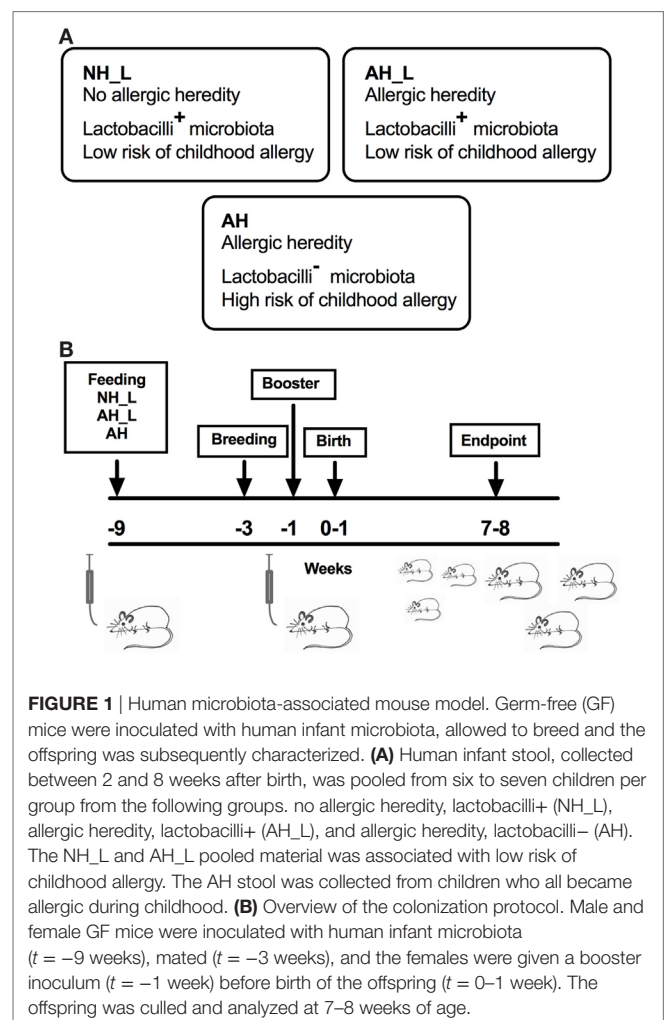 A
NH_L
No allergic heredity
Lactobacilli+ microbiota
Low risk of childhood allergy
AH_L
Allergic heredity
Lactobacilli+ microbiota
Low risk of childhood allergy
AH
Allergic heredity
Lactobacilli- microbiota
High risk of childhood allergy
B
Feeding
NH_L
AH_L
AH
Breeding
Booster
Birth
Endpoint
-9
-3
-1
0-1
7-8
Weeks
FIGURE 1 | Human microbiota-associated mouse model. Germ-free (GF)
mice were inoculated with human infant microbiota, allowed to breed and the
offspring was subsequently characterized. (A) Human infant stool, collected
between 2 and 8 weeks after birth, was pooled from six to seven children per
group from the following groups. no allergic heredity, lactobacilli+ (NH_L),
allergic heredity, lactobacilli+ (AH_L), and allergic heredity, lactobacilli− (AH).
The NH_L and AH_L pooled material was associated with low risk of
childhood allergy. The AH stool was collected from children who all became
allergic during childhood. (B) Overview of the colonization protocol. Male and
female GF mice were inoculated with human infant microbiota
(t = −9 weeks), mated (t = −3 weeks), and the females were given a booster
inoculum (t = −1 week) before birth of the offspring (t = 0–1 week). The
offspring was culled and analyzed at 7–8 weeks of age.